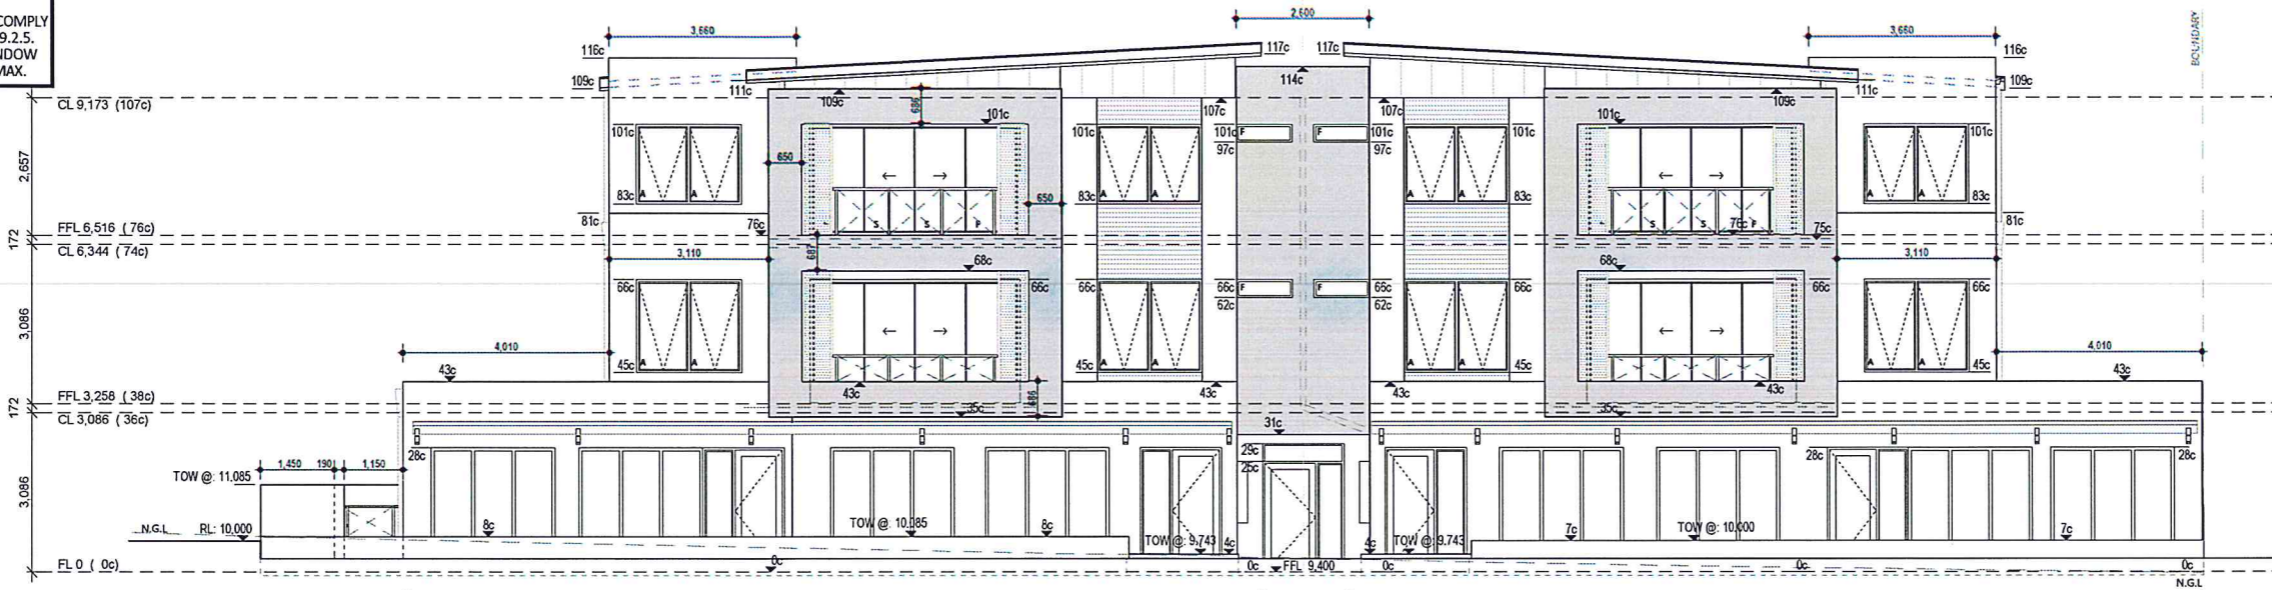 COMPLY
9.2.5.
NDOW
MAX.
2,600
3,660
3,660
BOUNDARY
116c
117c
117c
116c
109c
111c
109c
114c
109c
111c
109c
CL 9,173 (107c)
686
107c
107c
101c
101c
101c
101c
F
F
101c
101c
101c
101c
97c
97c
2,657
650
← →
← →
83c
A
A
83c
A
A
A
A
83c
A
A
83c
650
81c
76c
S
S
F
S
76c
F
75c
81c
FFL 6,516 (76c)
172
CL 6,344 (74c)
3,110
687
68c
68c
3,110
66c
66c
66c
F
F
66c
66c
66c
66c
62c
62c
3,086
← →
← →
4,010
4,010
45c
A
A
45c
A
A
A
A
45c
A
A
45c
43c
43c
686
43c
43c
43c
43c
FFL 3,258 (38c)
172
CL 3,086 (36c)
35c
35c
31c
29c
28c
25c
28c
28c
1,450
190
1,150
TOW @: 11.085
3,086
N.G.L
RL: 10.000
8c
TOW @: 10.085
8c
TOW @: 9.743
4c
4c
TOW @: 9.743
7c
TOW @: 10.000
7c
FL 0 ( 0c)
0c
0c
FFL 9,400
0c
0c
0c
N.G.L